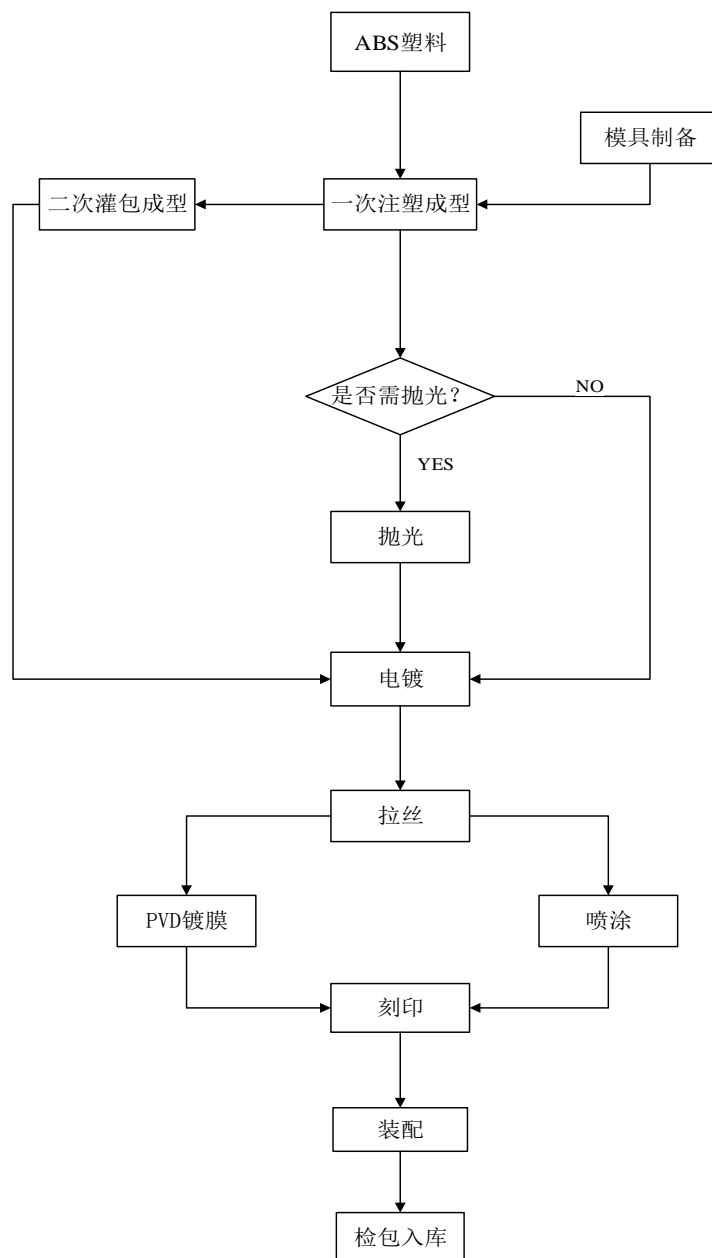 ABS塑料
模具制备
二次灌包成型
一次注塑成型
是否需抛光?
NO
YES
抛光
电镀
拉丝
PVD镀膜
喷涂
刻印
装配
检包入库